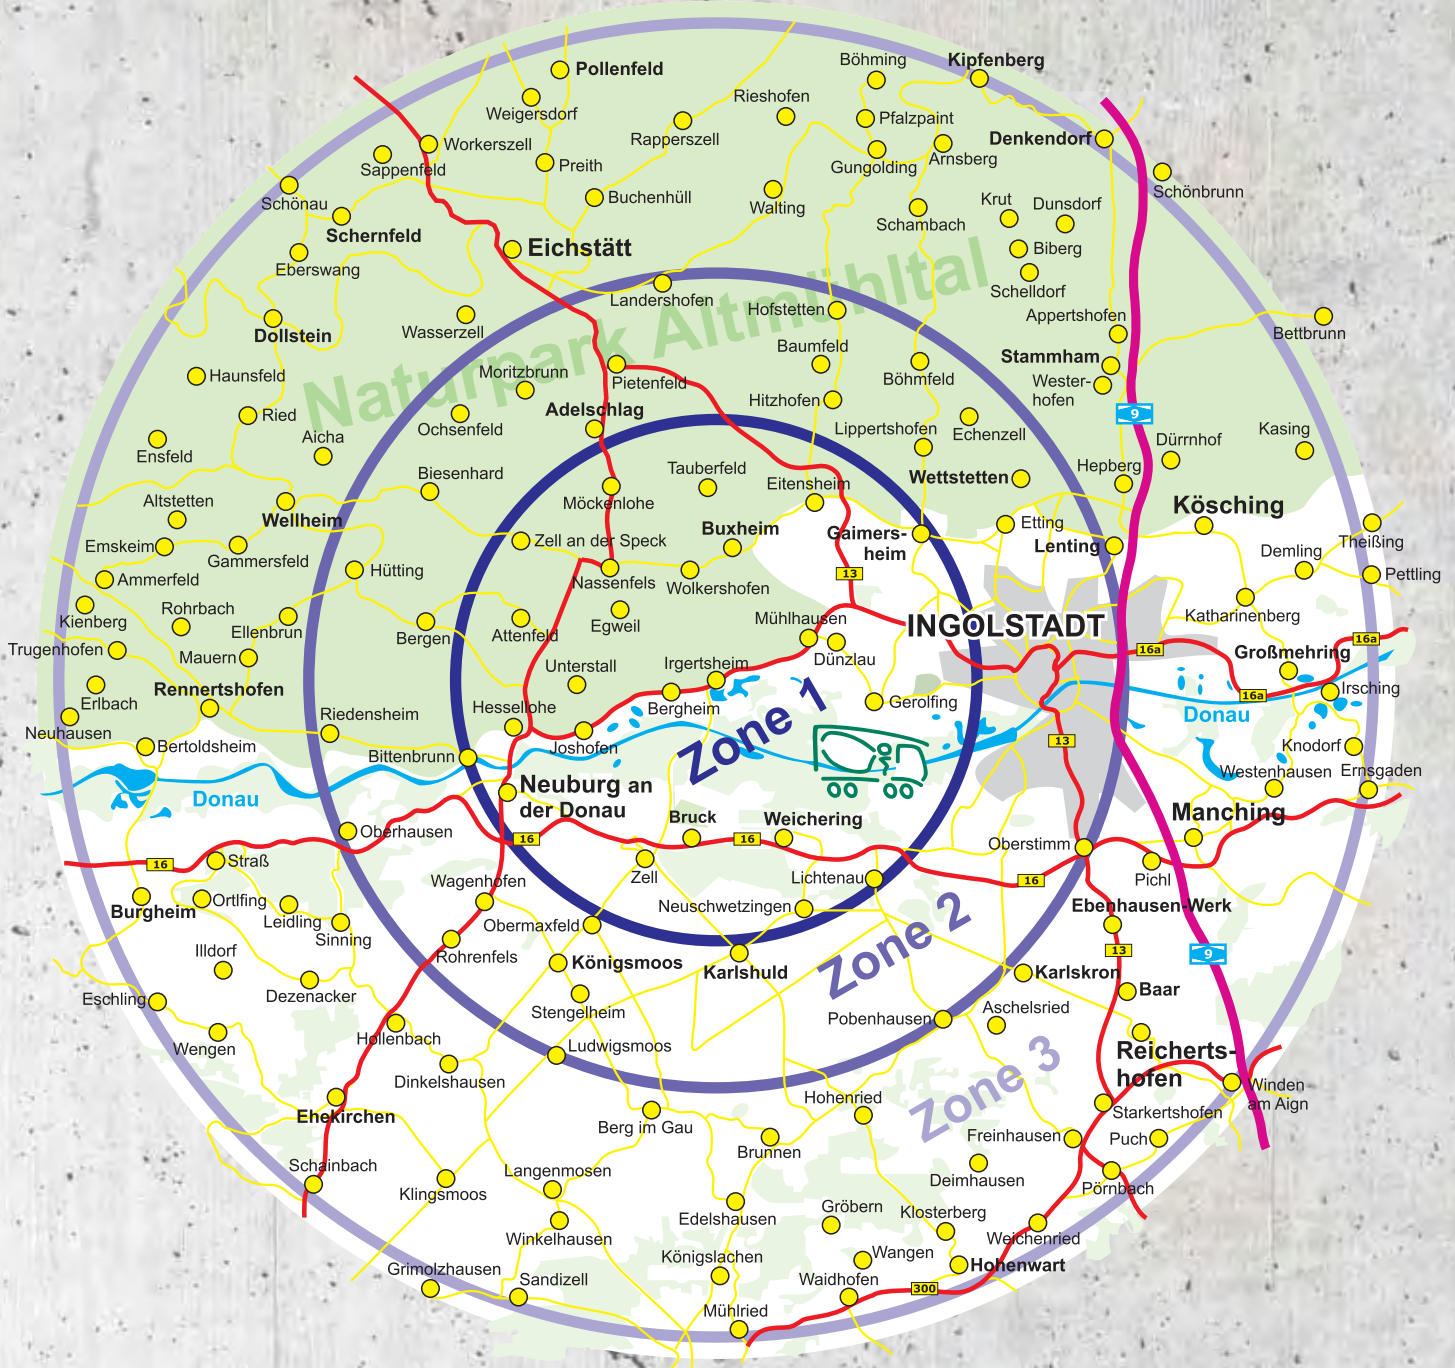 Böhming
Kipfenberg
Pollenfeld
Rieshofen
Weigersdorf
Pfalzpaint
Rapperszell
Denkendorf
Workerszell
Arnsberg
Sappenfeld
Preith
Gungolding
Schönbrunn
Buchenhüll
Schönau
Walting
Krut
Dunsdorf
Schambach
Schernfeld
Eichstätt
Biberg
Eberswang
Schelldorf
Landershofen
Hofstetten
Naturpark Altmühltal
Appertshofen
Wasserzell
Dollstein
Bettbrunn
Baumfeld
Stammham
Moritzbrunn
Haunsfeld
Pietenfeld
Böhmfeld
Wester-
hofen
Hitzhofen
Adelschlag
Ried
9
Ochsenfeld
Lippertshofen
Echenzell
Kasing
Aicha
Dürrnhof
Ensfeld
Hepberg
Tauberfeld
Biesenhard
Wettstetten
Eitensheim
Altstetten
Möckenlohe
Kösching
Wellheim
Etting
Buxheim
Gaimers-
heim
Zell an der Speck
Theißing
Emskeim
Lenting
Demling
Gammersfeld
Hütting
13
Pettling
Ammerfeld
Nassenfels
Wolkershofen
Rohrbach
Katharinenberg
Kienberg
Mühlhausen
INGOLSTADT
Ellenbrun
Egweil
Bergen
Attenfeld
16a
Trugenhofen
16a
Großmehring
Mauern
Dünzlau
Unterstall
Irgertsheim
Rennertshofen
Irsching
16a
Erlbach
Gerolfing
Hessellohe
Bergheim
Riedensheim
Donau
Zone 1
Neuhausen
13
Bertoldsheim
Joshofen
Knodorf
Bittenbrunn
Westenhausen
Ernsgaden
Neuburg an
der Donau
Donau
Manching
Bruck
Weichering
Oberhausen
16
16
Oberstimm
Straß
16
Zell
Lichtenau
16
Pichl
Wagenhofen
Ortlfing
Neuschwetzingen
Ebenhausen-Werk
Burgheim
Leidling
Obermaxfeld
Sinning
Zone 2
Illdorf
13
9
Rohrenfels
Königsmoos
Karlshuld
Karlskron
Baar
Dezenacker
Eschling
Stengelheim
Aschelsried
Pobenhausen
Hollenbach
Wengen
Ludwigsmoos
Reicherts-
hofen
Zone 3
Dinkelshausen
Winden
am Aign
Hohenried
Ehekirchen
Starkertshofen
Berg im Gau
Freinhausen
Puch
Brunnen
Schainbach
Langenmosen
Deimhausen
Pörnbach
Klingsmoos
Gröbern
Klosterberg
Edelshausen
Winkelhausen
Weichenried
Wangen
Königslachen
Hohenwart
Grimolzhausen
Sandizell
Waidhofen
300
Mühlried